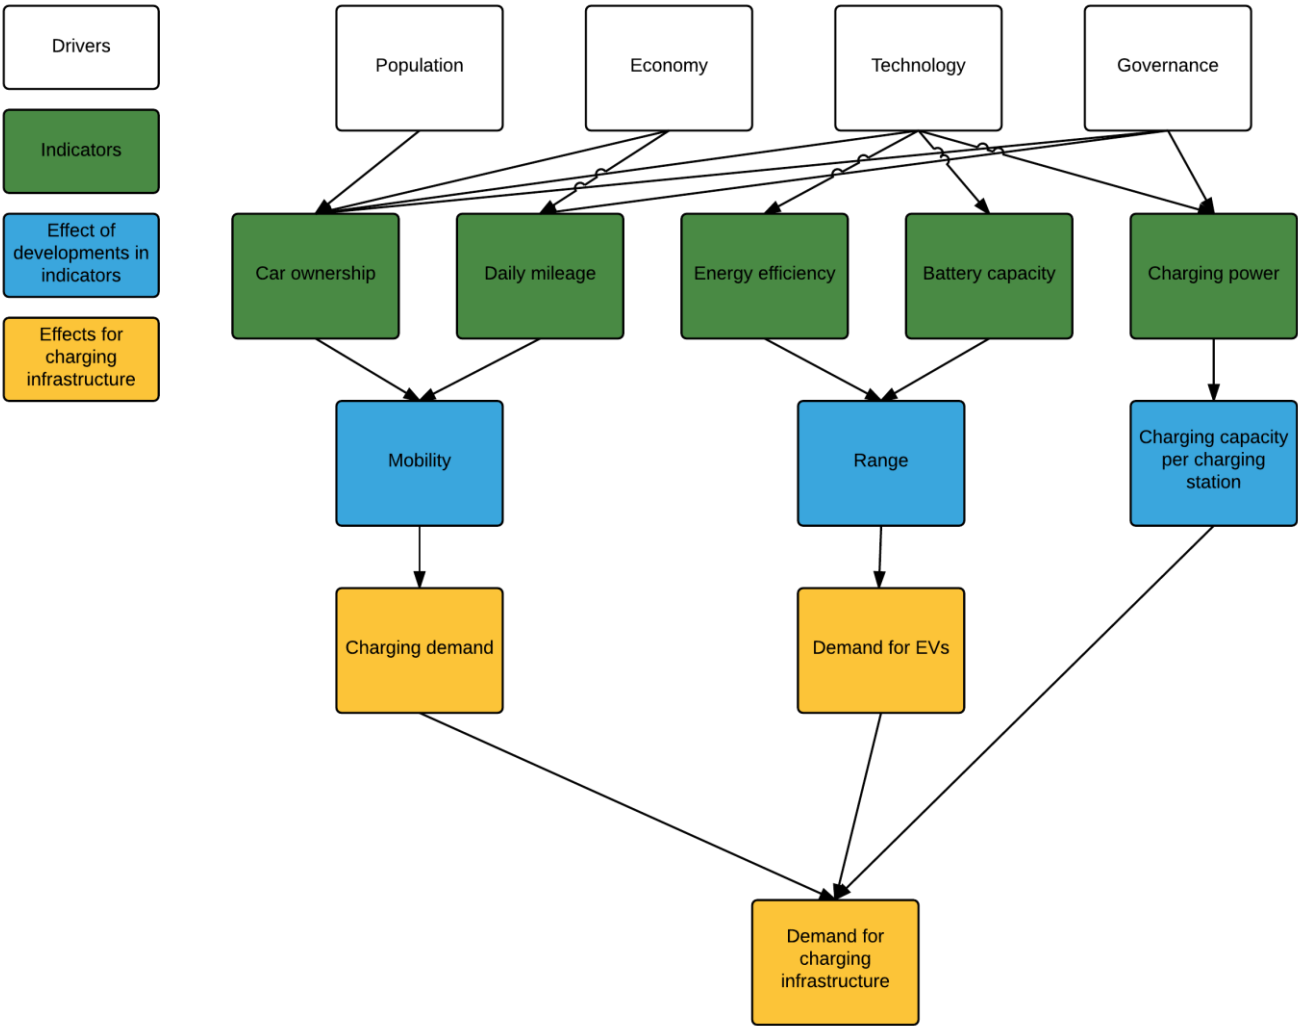 Drivers
Indicators
Effect of
developments in
indicators
Effects for
charging
infrastructure
Population
Economy
Technology
Governance
Car ownership
Daily mileage
Energy efficiency
Battery capacity
Charging power
Mobility
Range
Charging capacity
per charging
station
Charging demand
Demand for EVs
Demand for
charging
infrastructure